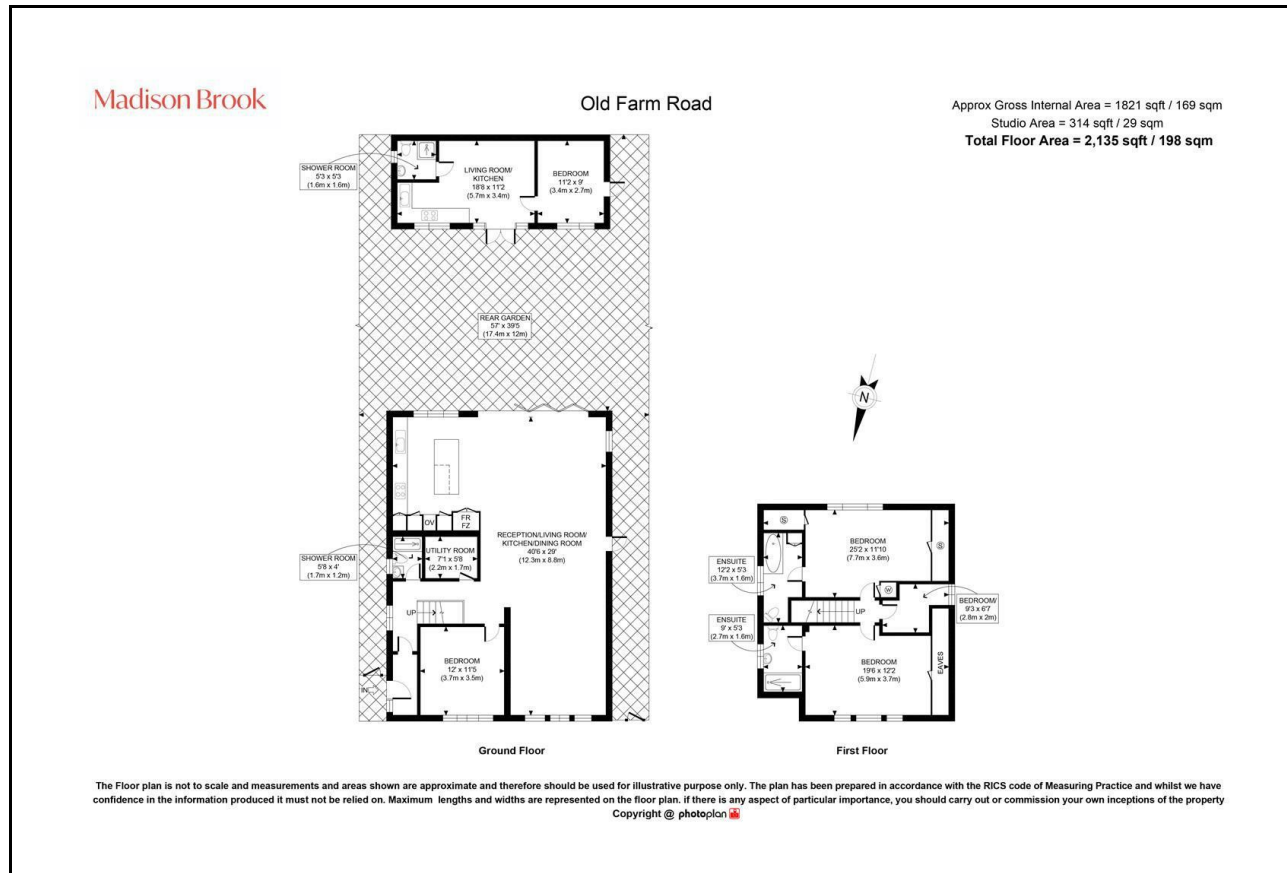 Madison Brook
Old Farm Road
Approx Gross Internal Area = 1821 sqft / 169 sqm
Studio Area = 314 sqft / 29 sqm
Total Floor Area = 2,135 sqft / 198 sqm
SHOWER ROOM
5'3 x 5'3
(1.6m x 1.6m)
LIVING ROOM/
KITCHEN
18'8 x 11'2
(5.7m x 3.4m)
BEDROOM
11'2 x 9'
(3.4m x 2.7m)
REAR GARDEN
57' x 39'5
(17.4m x 12m)
N
OV
FR
FZ
RECEPTION/LIVING ROOM/
KITCHEN/DINING ROOM
40'6 x 29'
(12.3m x 8.8m)
SHOWER ROOM
5'8 x 4'
(1.7m x 1.2m)
UTILITY ROOM
7'1 x 5'8
(2.2m x 1.7m)
UP
BEDROOM
12' x 11'5
(3.7m x 3.5m)
IN
Ground Floor
S
BEDROOM
25'2 x 11'10
(7.7m x 3.6m)
S
ENSUITE
12'2 x 5'3
(3.7m x 1.6m)
W
UP
BEDROOM/
9'3 x 6'7
(2.8m x 2m)
ENSUITE
9' x 5'3
(2.7m x 1.6m)
BEDROOM
19'6 x 12'2
(5.9m x 3.7m)
EAVES
First Floor
The Floor plan is not to scale and measurements and areas shown are approximate and therefore should be used for illustrative purpose only. The plan has been prepared in accordance with the RICS code of Measuring Practice and whilst we have
confidence in the information produced it must not be relied on. Maximum lengths and widths are represented on the floor plan. if there is any aspect of particular importance, you should carry out or commission your own inceptions of the property
Copyright @ photoplan